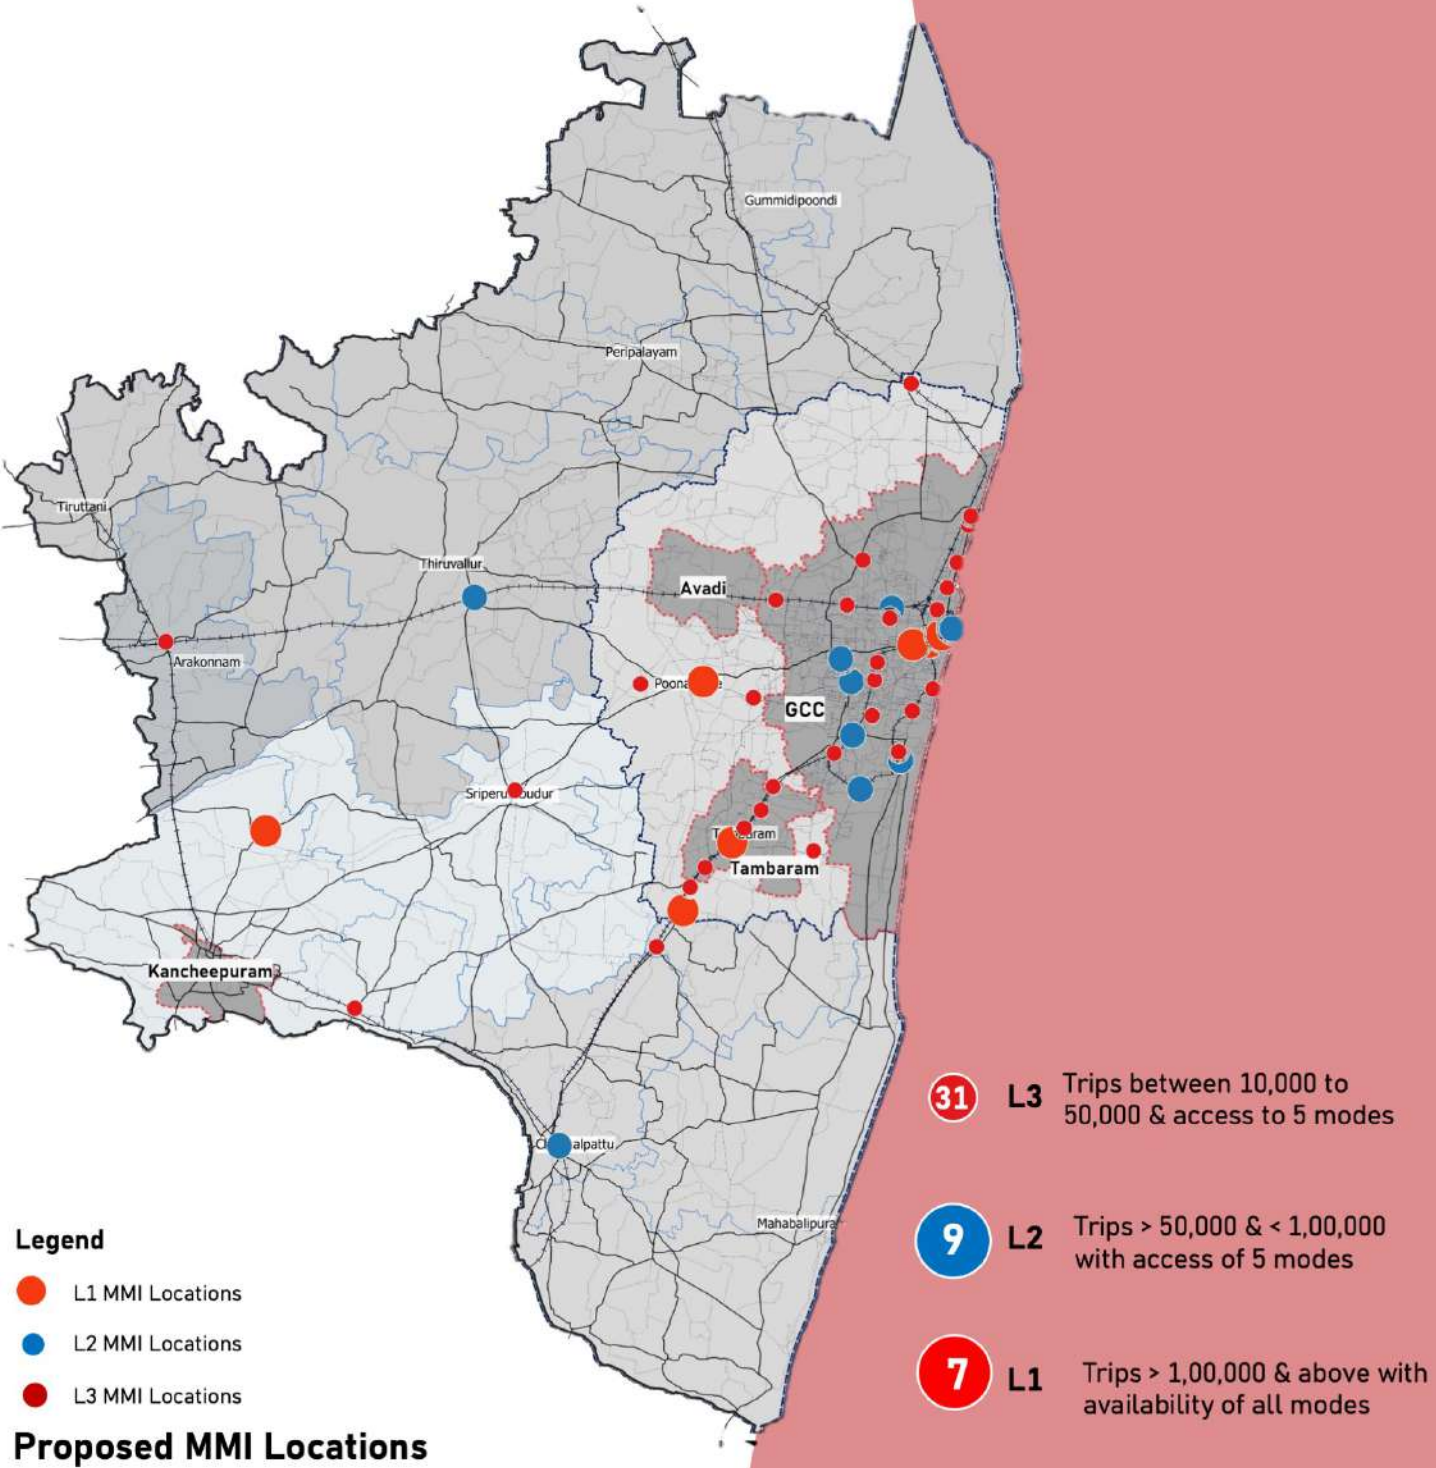 Gummidipoondi
Peripalayam
Tiruttani
Thiruvallur
Avadi
Arakonnam
GCC
Tambaram
Kancheepuram
Mahabalipura
31 L3 Trips between 10,000 to
50,000 & access to 5 modes
9 L2 Trips > 50,000 & < 1,00,000
with access of 5 modes
7 L1 Trips > 1,00,000 & above with
availability of all modes
Legend
L1 MMI Locations
L2 MMI Locations
L3 MMI Locations
Proposed MMI Locations